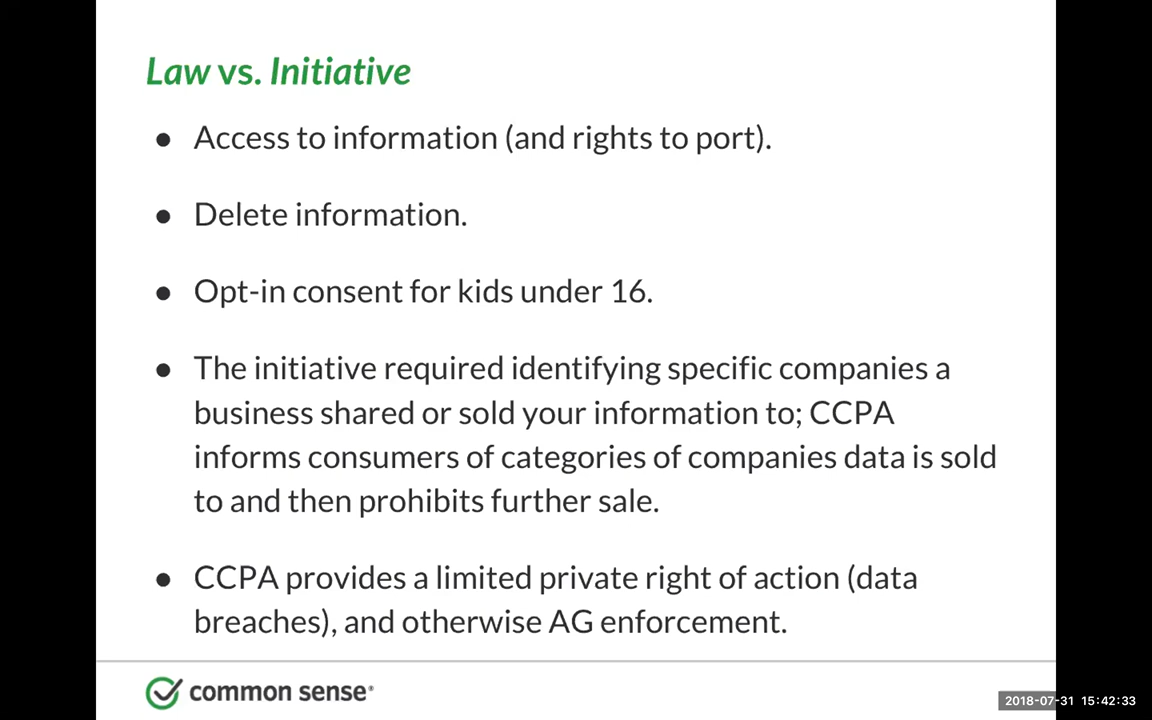 Law vs. Initiative
● Access to information (and rights to port).
● Delete information.
● Opt-in consent for kids under 16.
● The initiative required identifying specific companies a
business shared or sold your information to; CCPA
informs consumers of categories of companies data is sold
to and then prohibits further sale.
● CCPA provides a limited private right of action (data
breaches), and otherwise AG enforcement.
common sense®
2018-07-31 15:42:33